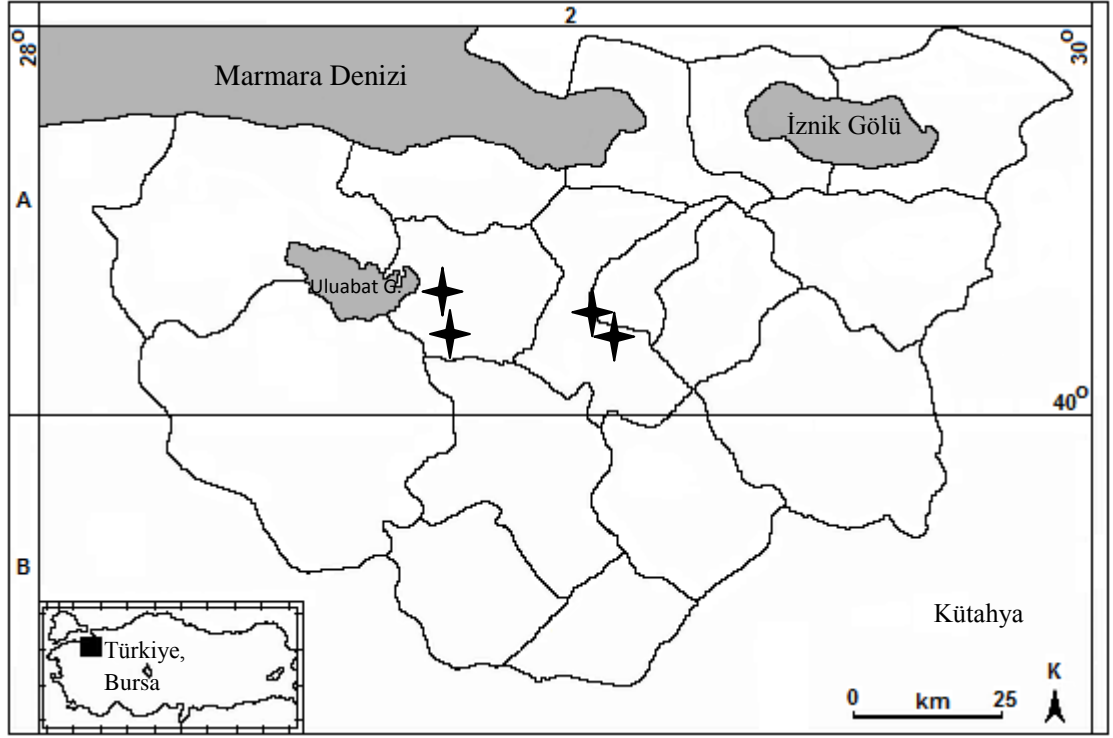 2
28°
30°
Marmara Denizi
İznik Gölü
A
Uluabat G.
40°
B
Kütahya
Türkiye,
Bursa
K
0 km 25